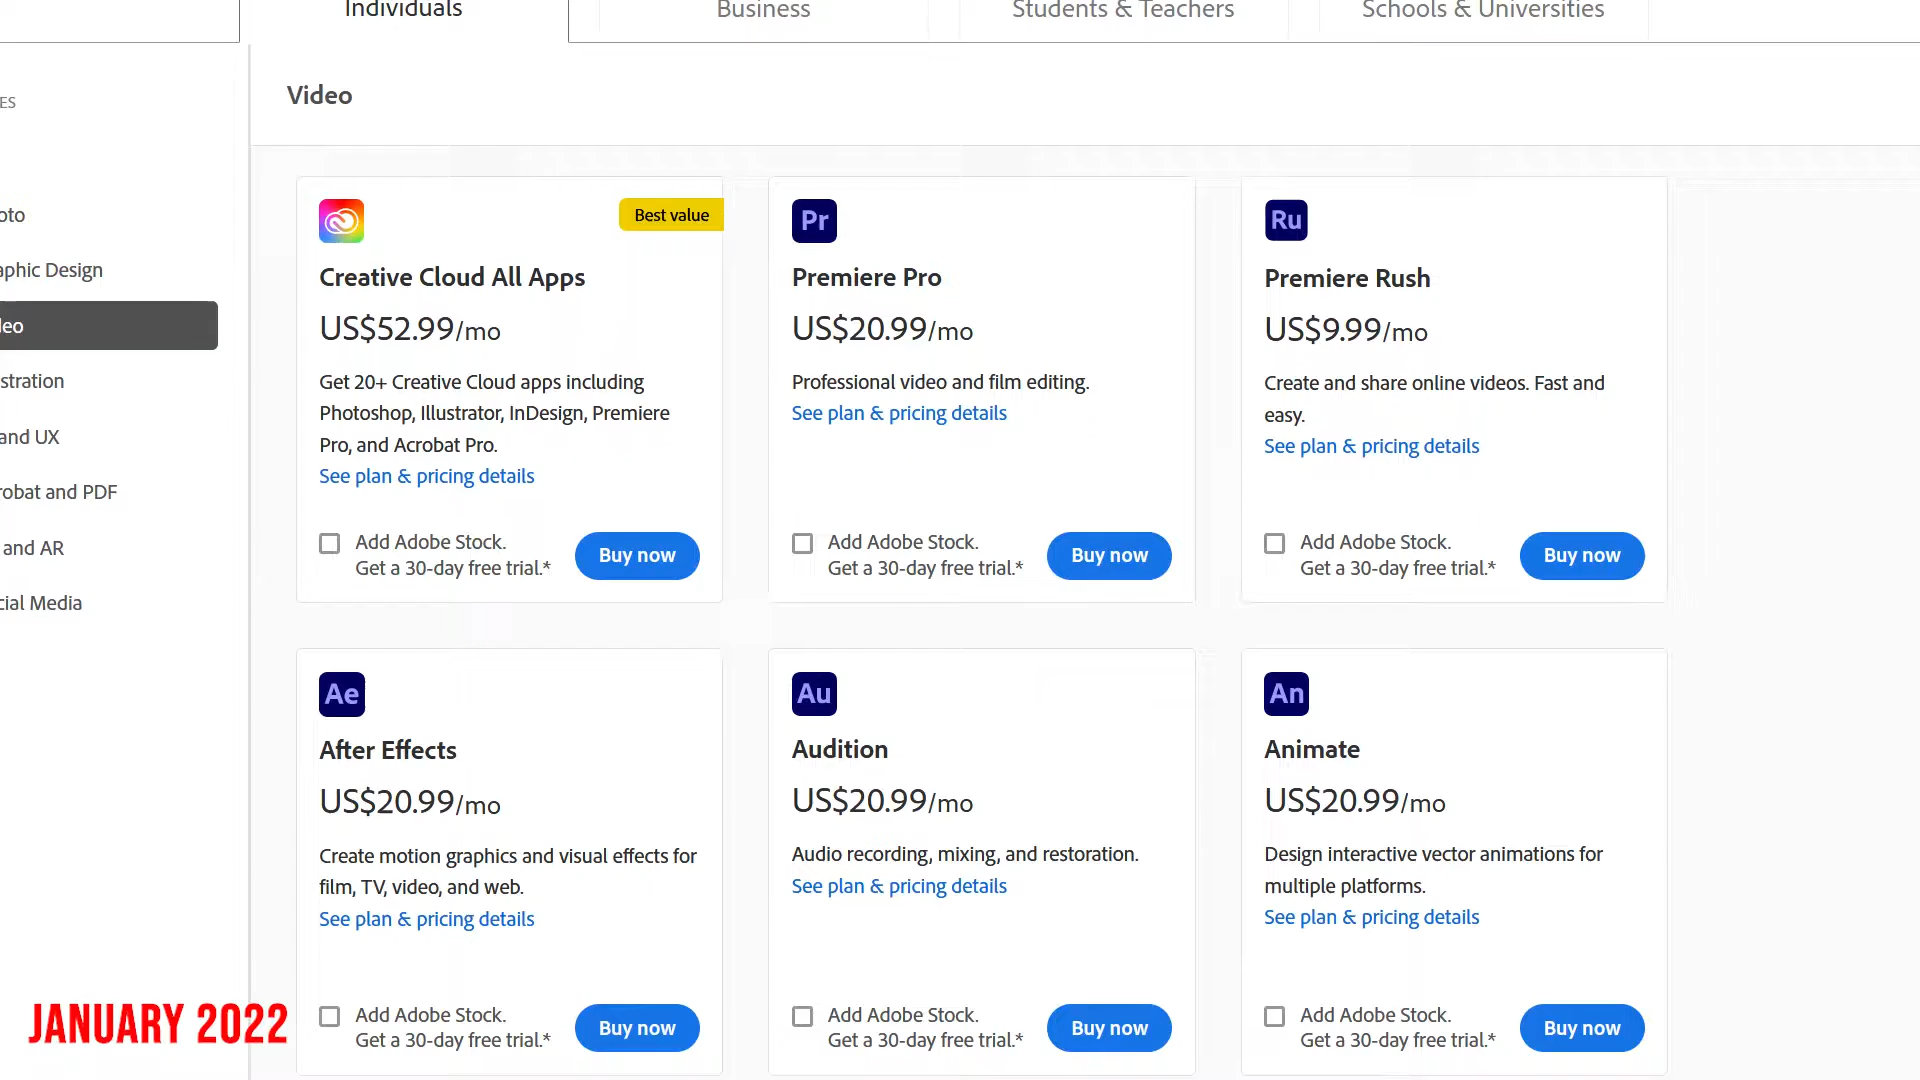 Individuals
Business
Students & Teachers
Schools & Universities
ES
Video
oto
aphic Design
leo
stration
and UX
robat and PDF
and AR
cial Media
Best value
Creative Cloud All Apps
US$52.99/mo
Get 20+ Creative Cloud apps including
Photoshop, Illustrator, InDesign, Premiere
Pro, and Acrobat Pro.
See plan & pricing details
Add Adobe Stock.
Get a 30-day free trial.*
Buy now
Pr
Premiere Pro
US$20.99/mo
Professional video and film editing.
See plan & pricing details
Add Adobe Stock.
Get a 30-day free trial.*
Buy now
Ru
Premiere Rush
US$9.99/mo
Create and share online videos. Fast and
easy.
See plan & pricing details
Add Adobe Stock.
Get a 30-day free trial.*
Buy now
Ae
After Effects
US$20.99/mo
Create motion graphics and visual effects for
film, TV, video, and web.
See plan & pricing details
Add Adobe Stock.
Get a 30-day free trial.*
Buy now
Au
Audition
US$20.99/mo
Audio recording, mixing, and restoration.
See plan & pricing details
Add Adobe Stock.
Get a 30-day free trial.*
Buy now
An
Animate
US$20.99/mo
Design interactive vector animations for
multiple platforms.
See plan & pricing details
Add Adobe Stock.
Get a 30-day free trial.*
Buy now
JANUARY 2022